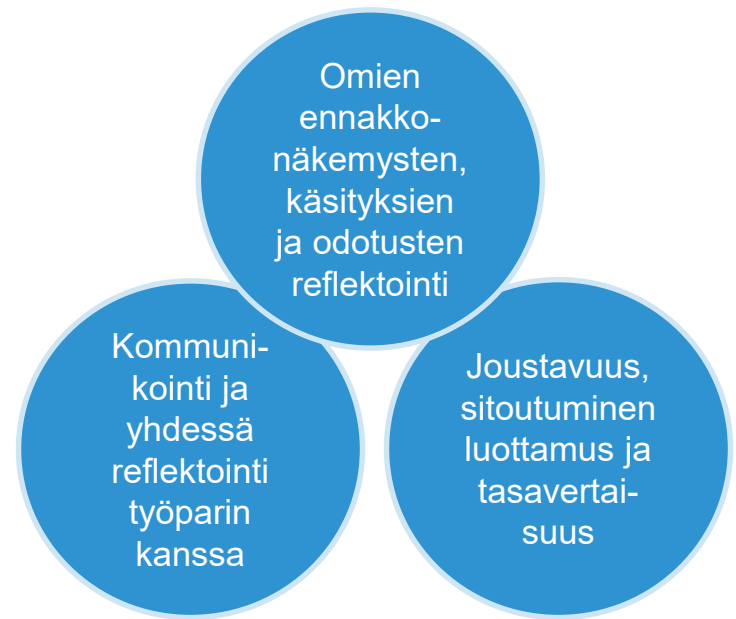 Omien
ennakko-
näkemysten,
käsityksien
ja odotusten
reflektointi
Kommuni-
kointi ja
yhdessä
reflektointi
työparin
kanssa
Joustavuus,
sitoutuminen
luottamus ja
tasavertai-
suus